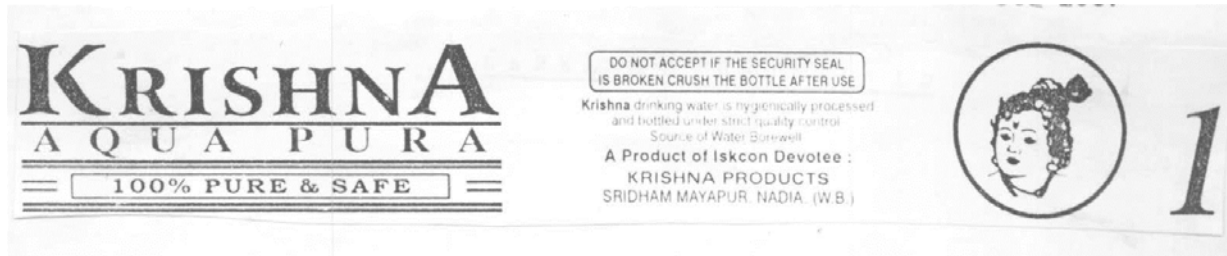 KRISHNA
AQUA PURA
100% PURE & SAFE
DO NOT ACCEPT IF THE SECURITY SEAL
IS BROKEN CRUSH THE BOTTLE AFTER USE
Krishna drinking water is hygienically processed
and bottled under strict quality control
Source of Water Borewell
A Product of Iskcon Devotee :
KRISHNA PRODUCTS
SRIDHAM MAYAPUR. NADIA. (W.B.)
1